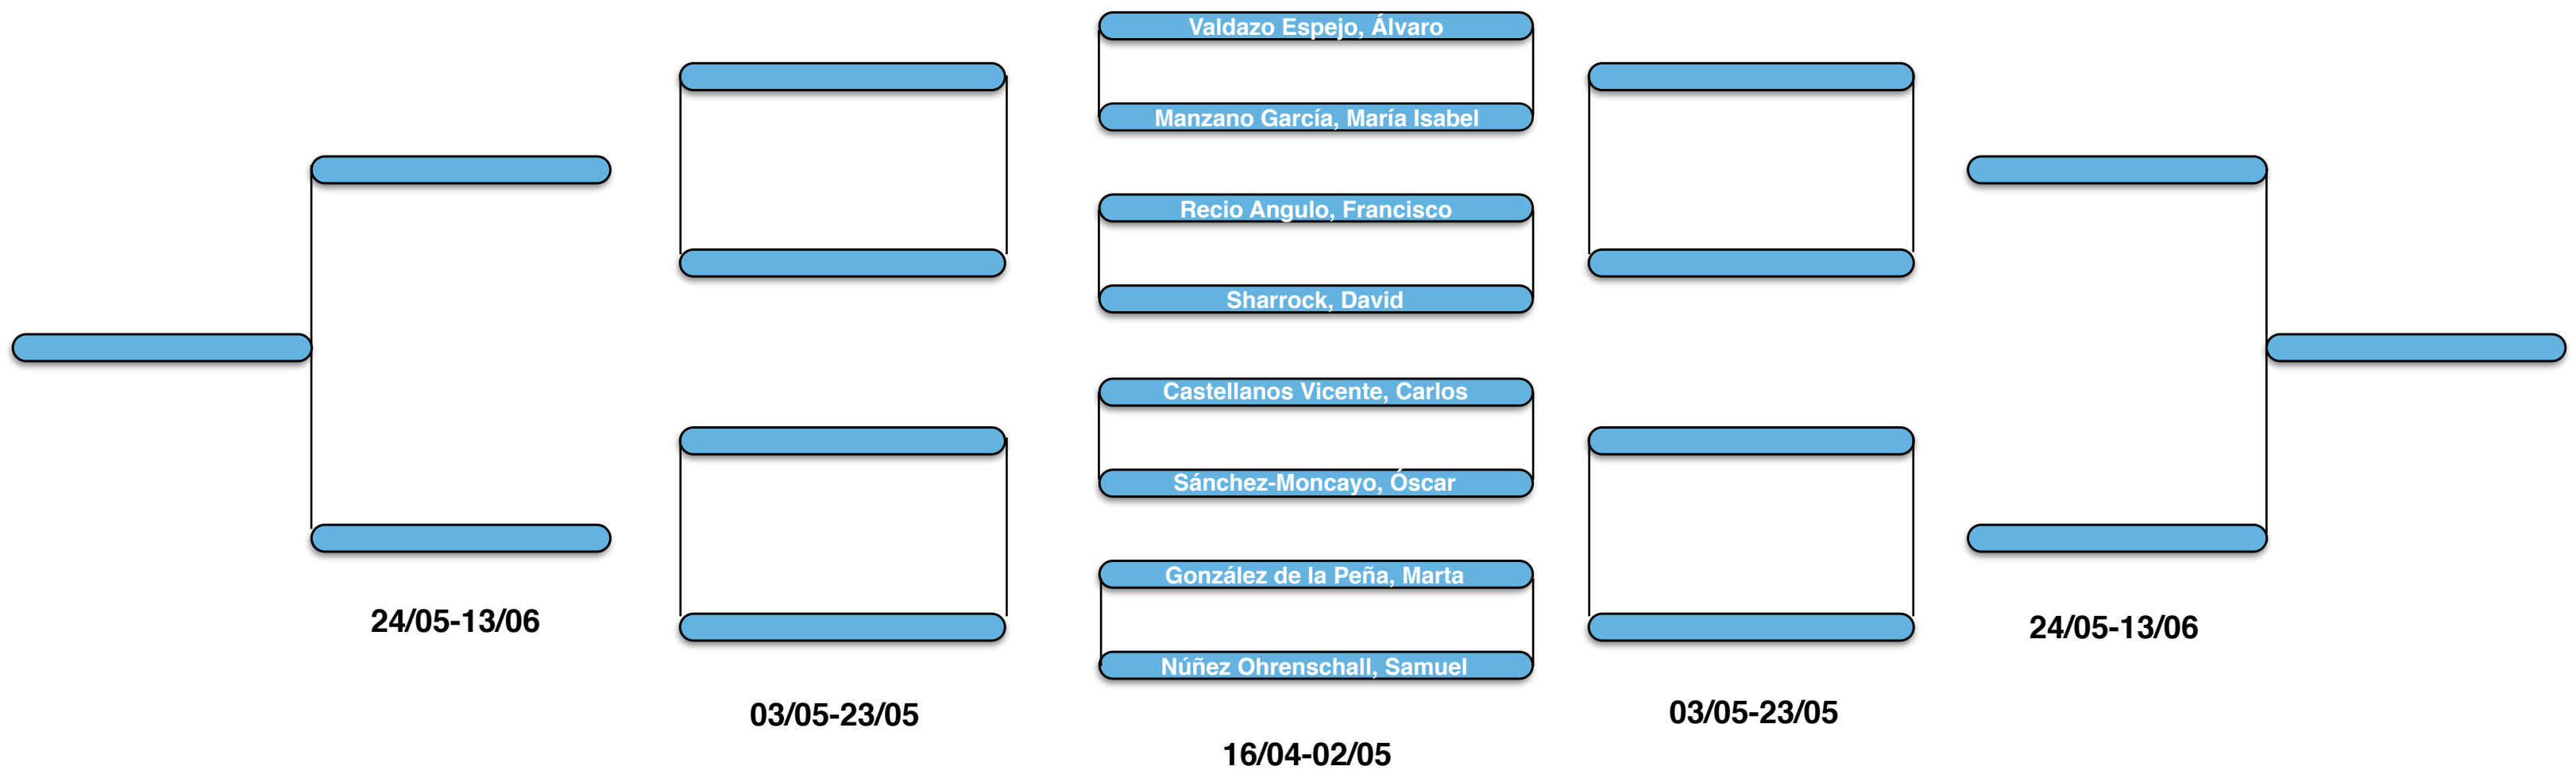 Valdazo Espejo, Álvaro
Manzano García, María Isabel
Recio Angulo, Francisco
Sharrock, David
Castellanos Vicente, Carlos
Sánchez-Moncayo, Óscar
González de la Peña, Marta
Núñez Ohrenschall, Samuel
24/05-13/06
03/05-23/05
16/04-02/05
03/05-23/05
24/05-13/06